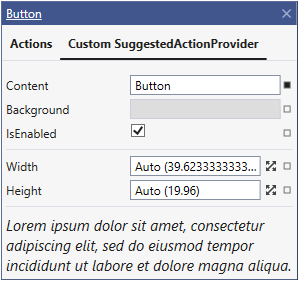 Button
Actions Custom SuggestedActionProvider
Content Button
Background
IsEnabled
Width Auto (39.6233333333...
Height Auto (19.96)
Lorem ipsum dolor sit amet, consectetur
adipiscing elit, sed do eiusmod tempor
incididunt ut labore et dolore magna aliqua.